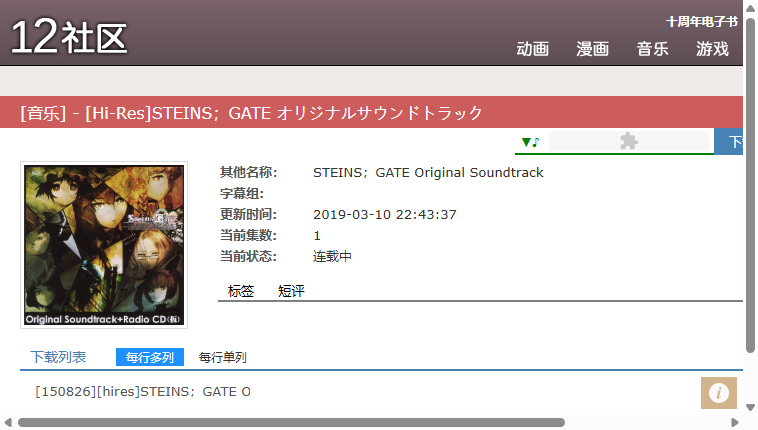 12社区
十周年电子书
动画 漫画 音乐 游戏
[音乐] - [Hi-Res]STEINS；GATE オリジナルサウンドトラック
▼♪
下
其他名称: STEINS；GATE Original Soundtrack
字幕组:
更新时间: 2019-03-10 22:43:37
当前集数: 1
当前状态: 连载中
Original Soundtrack+Radio CD(仮)
标签 短评
下载列表 每行多列 每行单列
[150826][hires]STEINS；GATE O